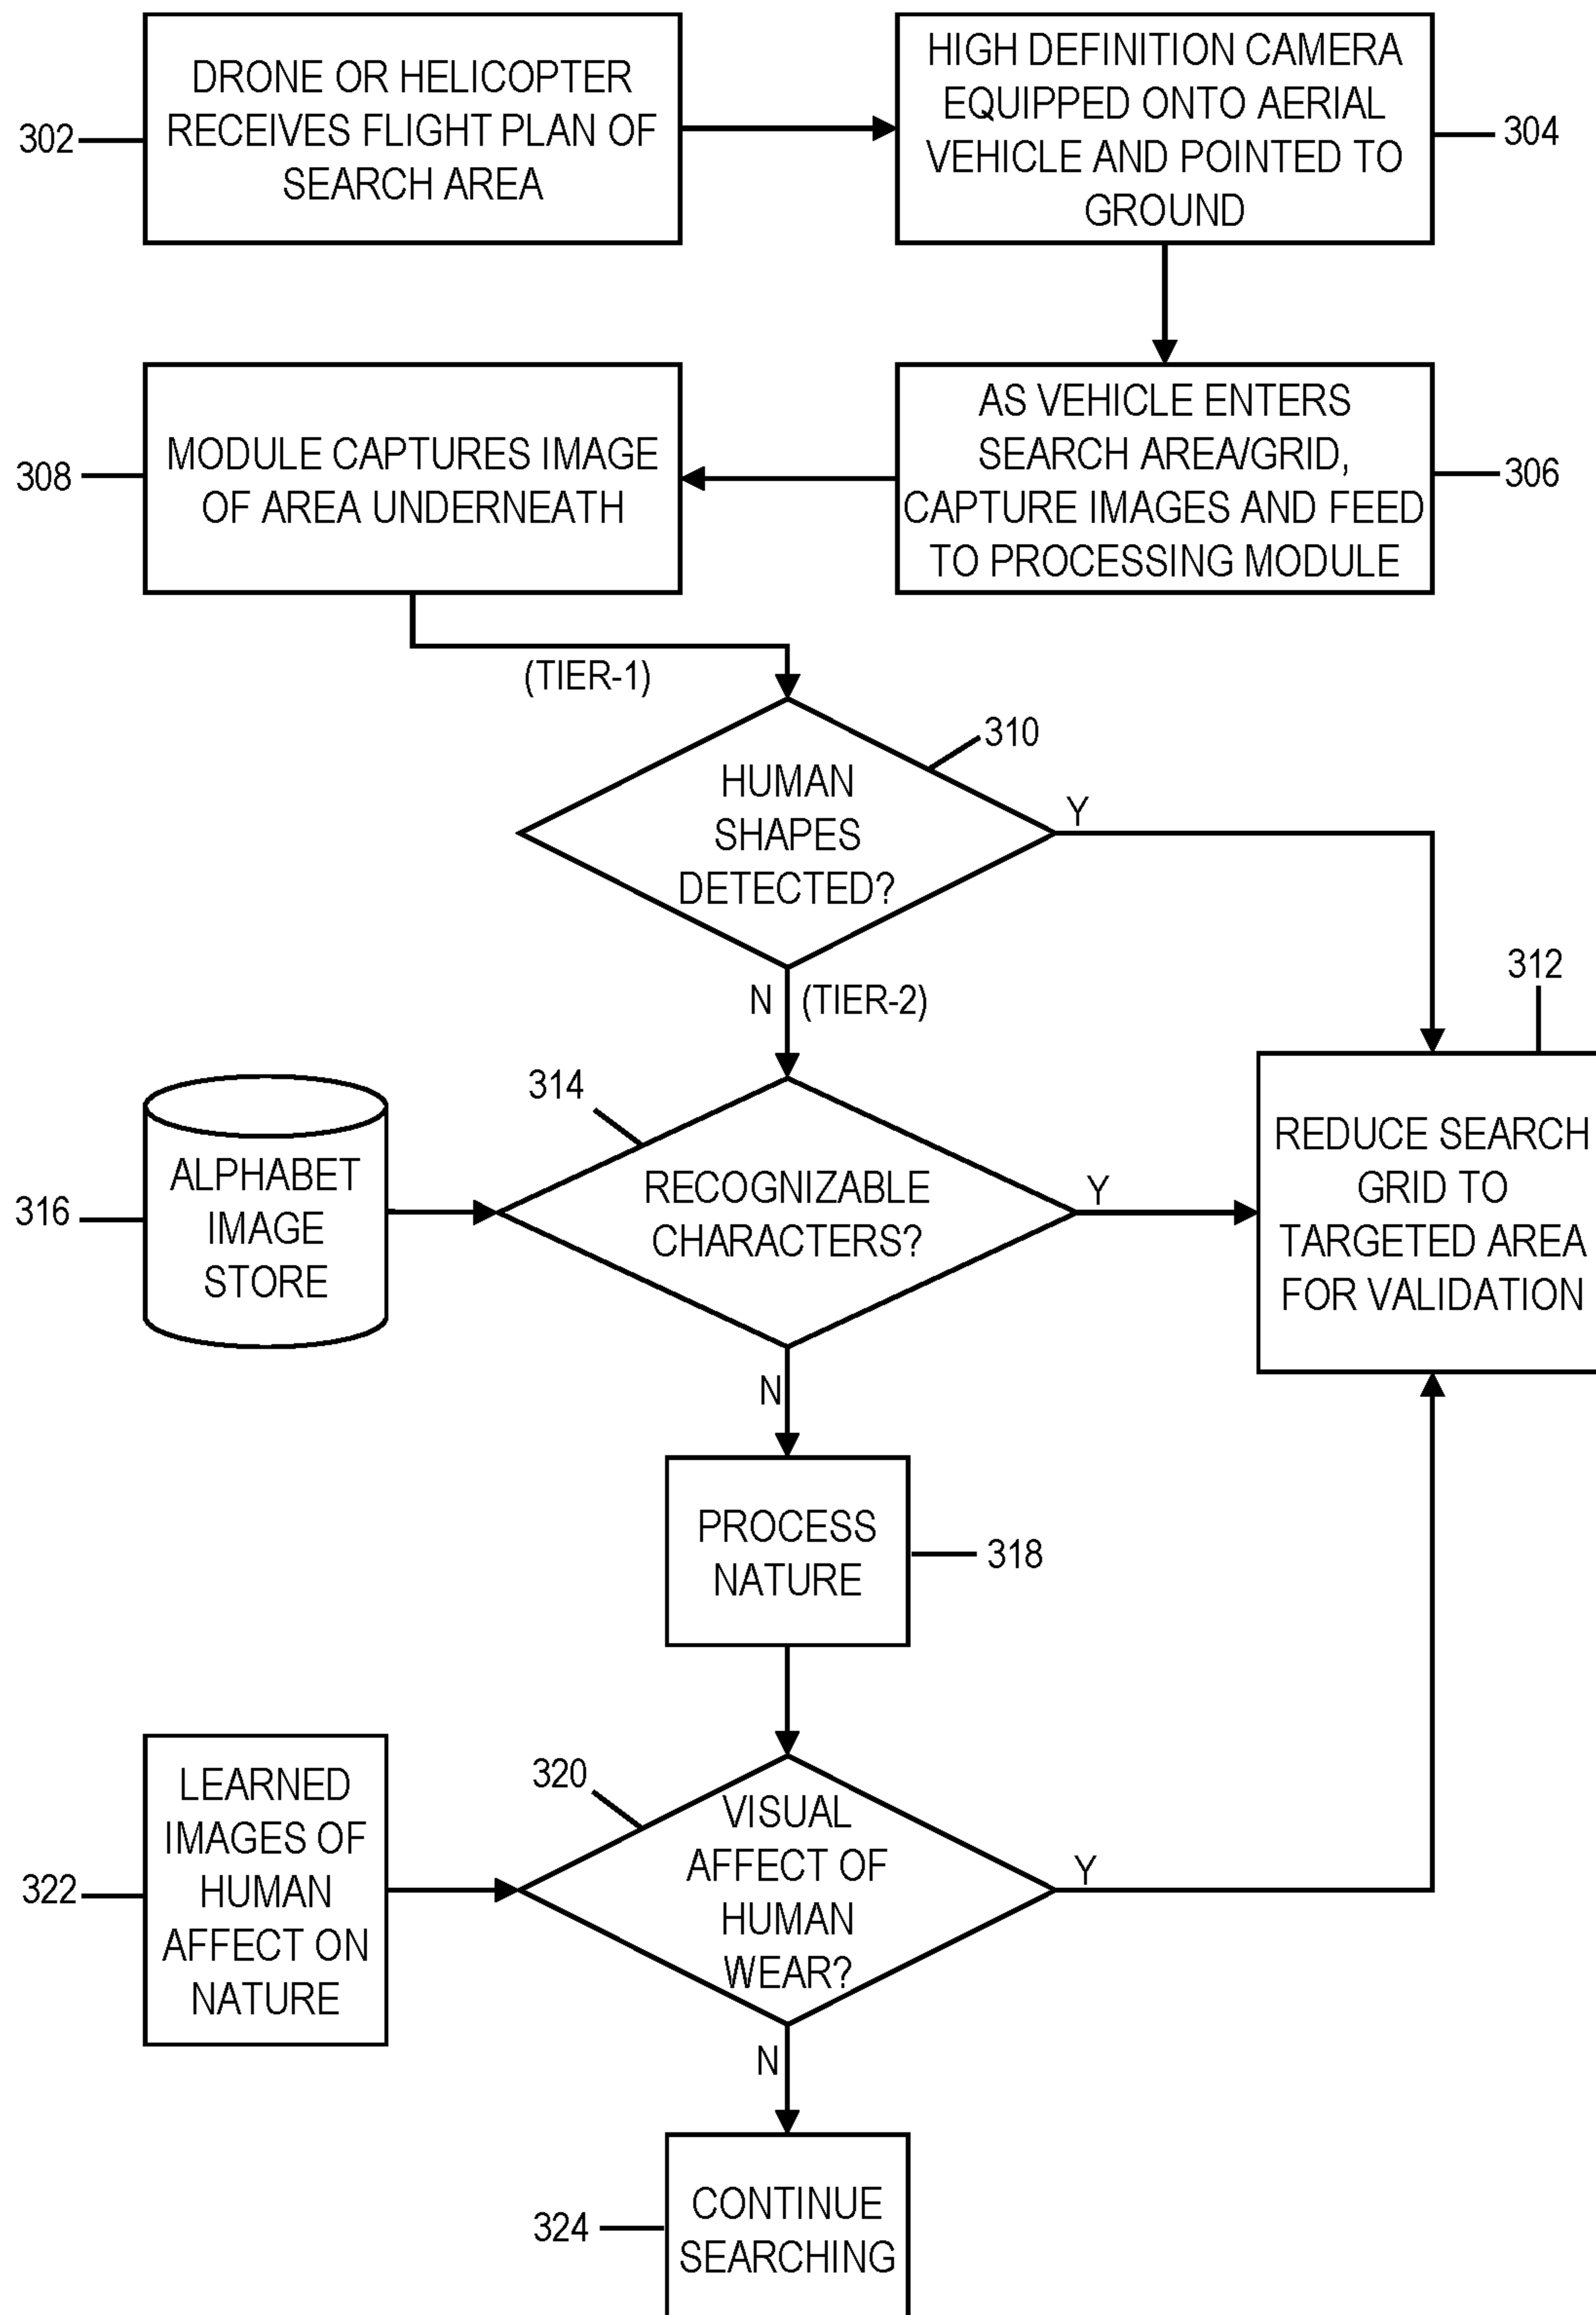 302
DRONE OR HELICOPTER
RECEIVES FLIGHT PLAN OF
SEARCH AREA
HIGH DEFINITION CAMERA
EQUIPPED ONTO AERIAL
VEHICLE AND POINTED TO
GROUND
304
308
MODULE CAPTURES IMAGE
OF AREA UNDERNEATH
AS VEHICLE ENTERS
SEARCH AREA/GRID,
CAPTURE IMAGES AND FEED
TO PROCESSING MODULE
306
(TIER-1)
310
HUMAN
SHAPES
DETECTED?
Y
N
(TIER-2)
312
REDUCE SEARCH
GRID TO
TARGETED AREA
FOR VALIDATION
314
316
ALPHABET
IMAGE
STORE
RECOGNIZABLE
CHARACTERS?
Y
N
PROCESS
NATURE
318
320
322
LEARNED
IMAGES OF
HUMAN
AFFECT ON
NATURE
VISUAL
AFFECT OF
HUMAN
WEAR?
Y
N
324
CONTINUE
SEARCHING